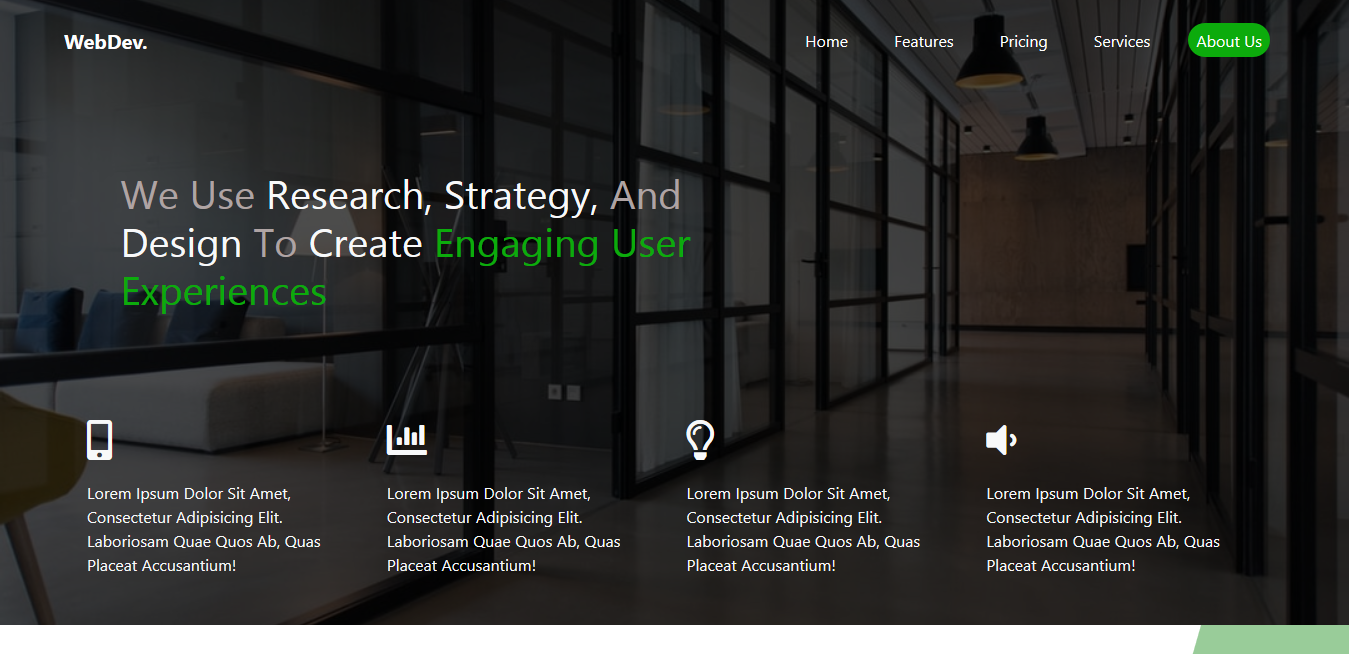 WebDev.
Home Features Pricing Services About Us
We Use Research, Strategy, And
Design To Create Engaging User
Experiences
Lorem Ipsum Dolor Sit Amet,
Consectetur Adipisicing Elit.
Laboriosam Quae Quos Ab, Quas
Placeat Accusantium!
Lorem Ipsum Dolor Sit Amet,
Consectetur Adipisicing Elit.
Laboriosam Quae Quos Ab, Quas
Placeat Accusantium!
Lorem Ipsum Dolor Sit Amet,
Consectetur Adipisicing Elit.
Laboriosam Quae Quos Ab, Quas
Placeat Accusantium!
Lorem Ipsum Dolor Sit Amet,
Consectetur Adipisicing Elit.
Laboriosam Quae Quos Ab, Quas
Placeat Accusantium!